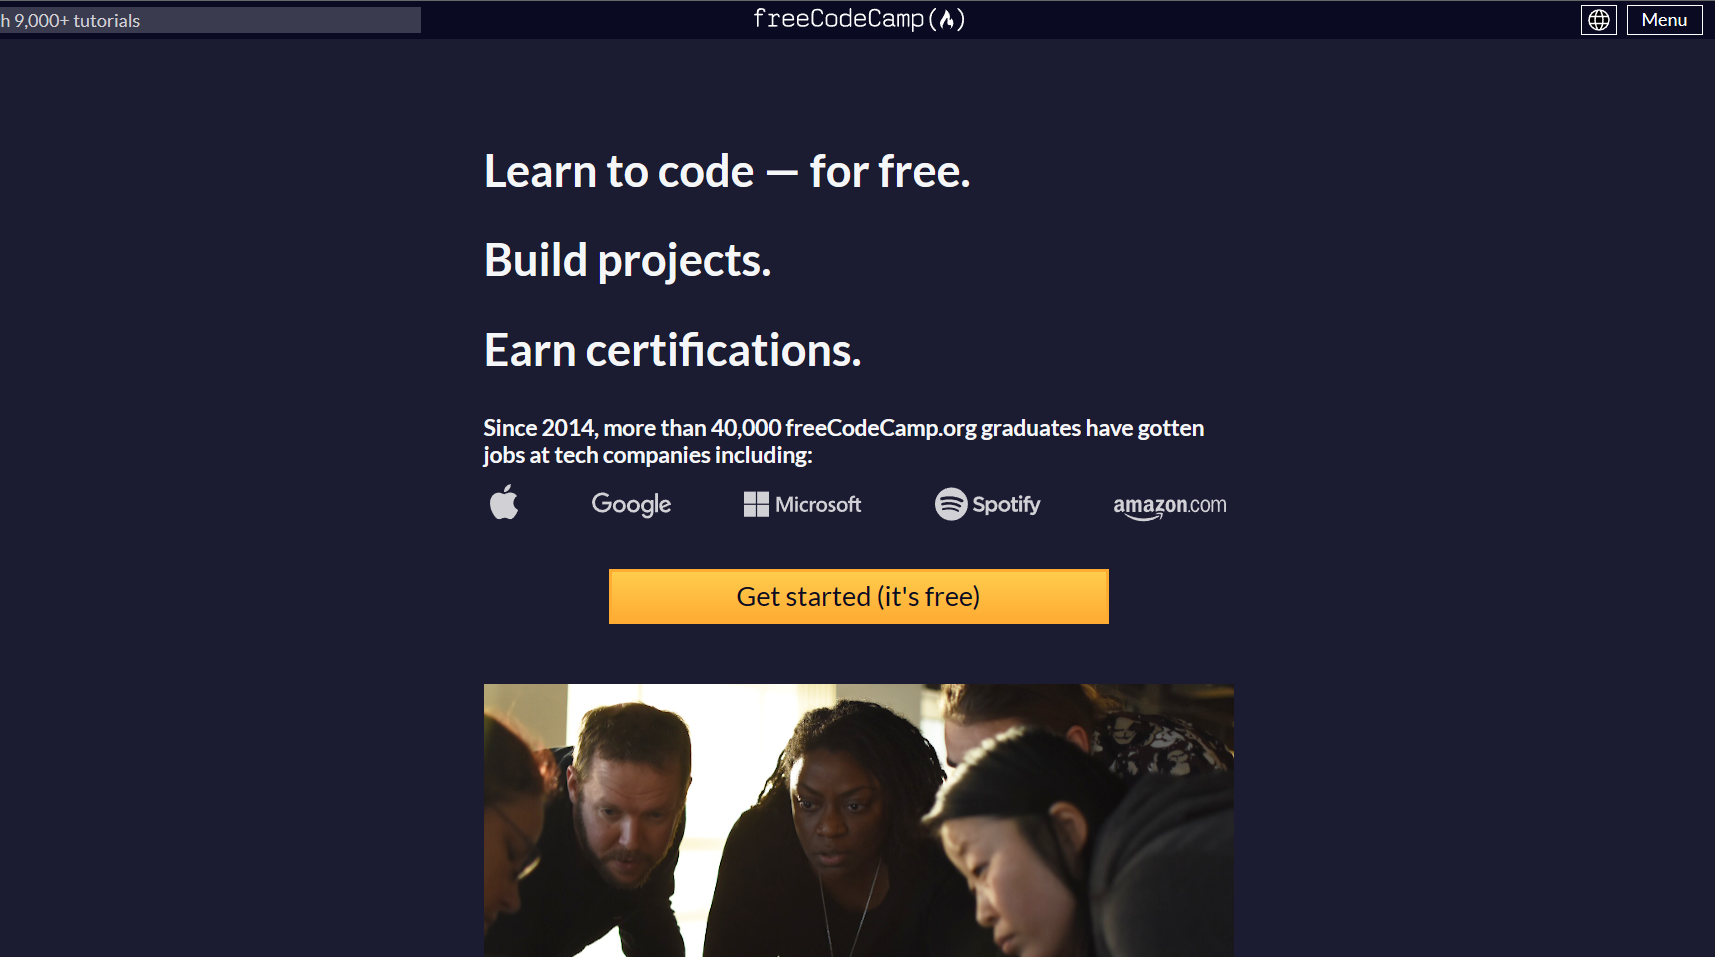 h 9,000+ tutorials
freeCodeCamp(🔥)
Menu
Learn to code — for free.
Build projects.
Earn certifications.
Since 2014, more than 40,000 freeCodeCamp.org graduates have gotten
jobs at tech companies including:
Google
Microsoft
Spotify
amazon.com
Get started (it's free)